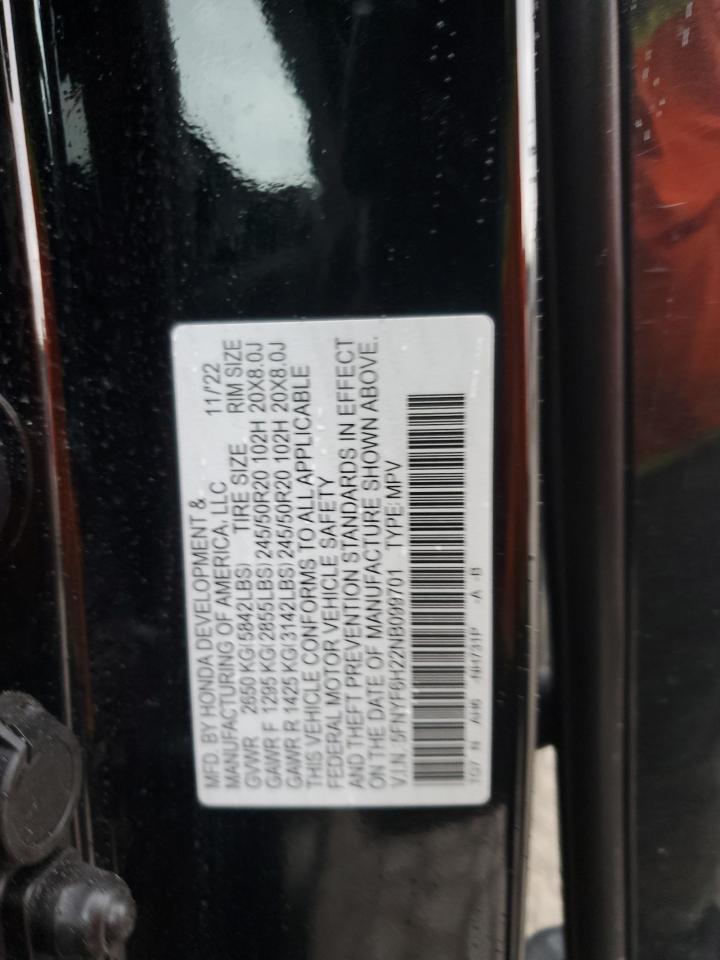 MFD. BY HONDA DEVELOPMENT &
MANUFACTURING OF AMERICA, LLC 11/'22
GVWR 2650 KG(5842LBS) TIRE SIZE RIM SIZE
GAWR F 1295 KG(2855LBS) 245/50R20 102H 20X8.0J
GAWR R 1425 KG(3142LBS) 245/50R20 102H 20X8.0J
THIS VEHICLE CONFORMS TO ALL APPLICABLE
FEDERAL MOTOR VEHICLE SAFETY
AND THEFT PREVENTION STANDARDS IN EFFECT
ON THE DATE OF MANUFACTURE SHOWN ABOVE.
V.I.N.:5FNYF6H22NB099701 TYPE:MPV
TG7 N AH6 NH731P -A -B